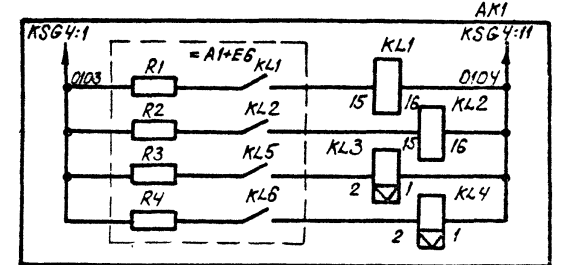 AK1
KSG4:1
KSG4:11
= A1+E6
KL1
0103
R1
KL1
15
16
0104
R2
KL2
KL2
15
16
R3
KL5
KL3
2
1
R4
KL6
KL4
2
1